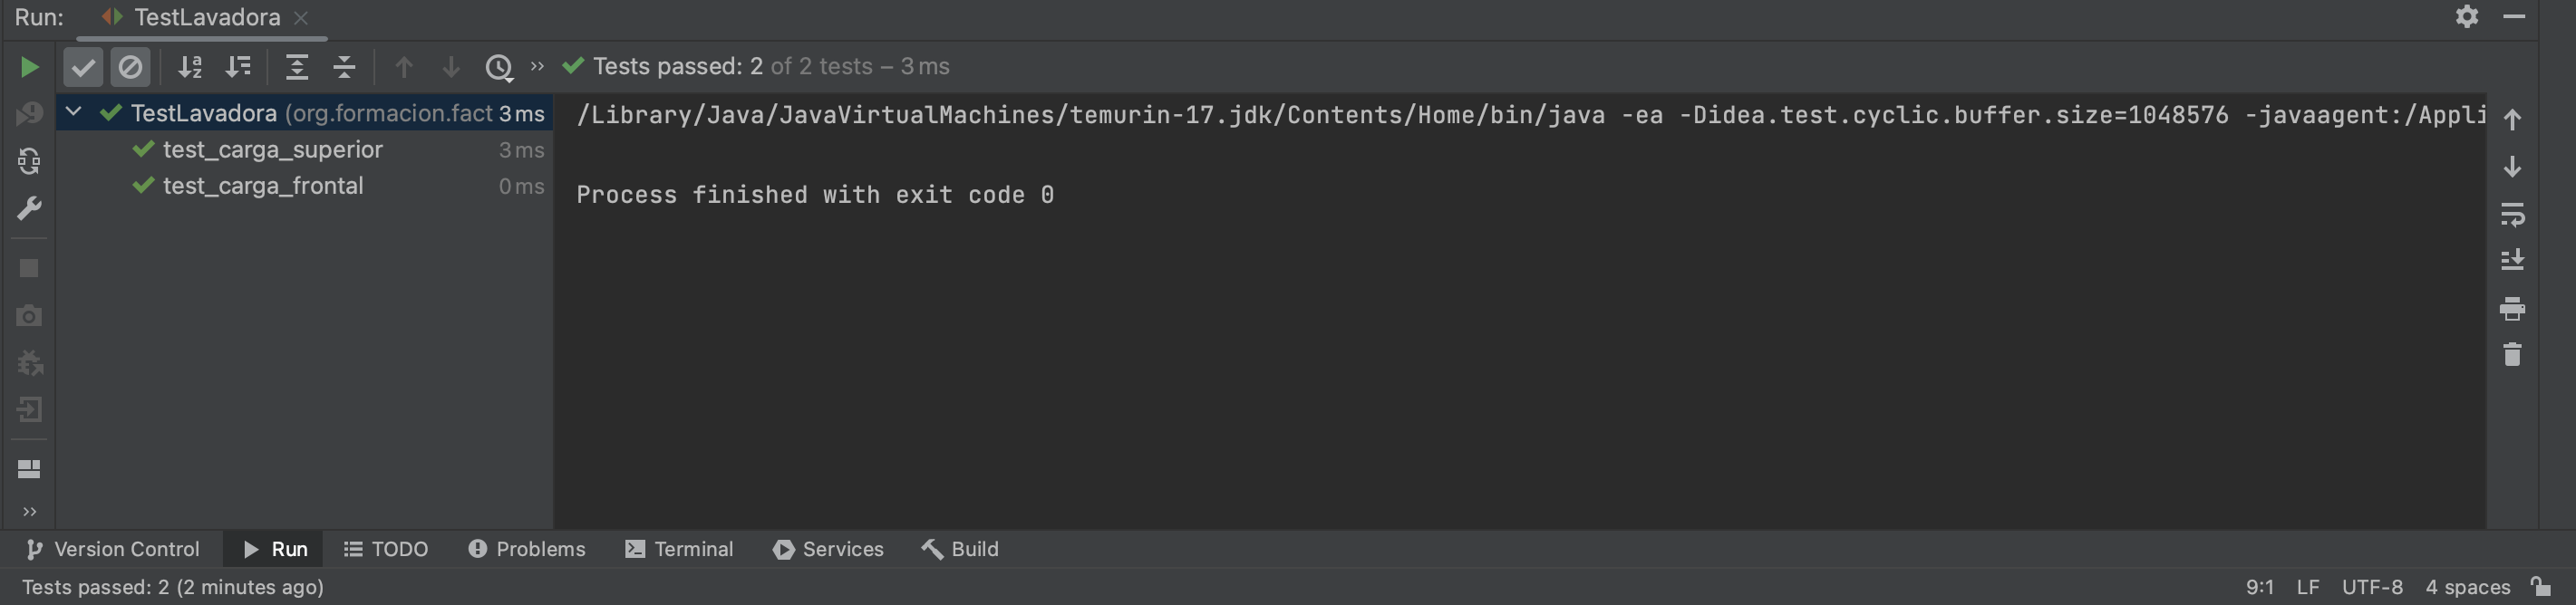 Run: TestLavadora
Tests passed: 2 of 2 tests – 3 ms
TestLavadora (org.formacion.fact 3 ms
test_carga_superior 3 ms
test_carga_frontal 0 ms
/Library/Java/JavaVirtualMachines/temurin-17.jdk/Contents/Home/bin/java -ea -Didea.test.cyclic.buffer.size=1048576 -javaagent:/Appli
Process finished with exit code 0
Version Control Run TODO Problems Terminal Services Build
Tests passed: 2 (2 minutes ago) 9:1 LF UTF-8 4 spaces